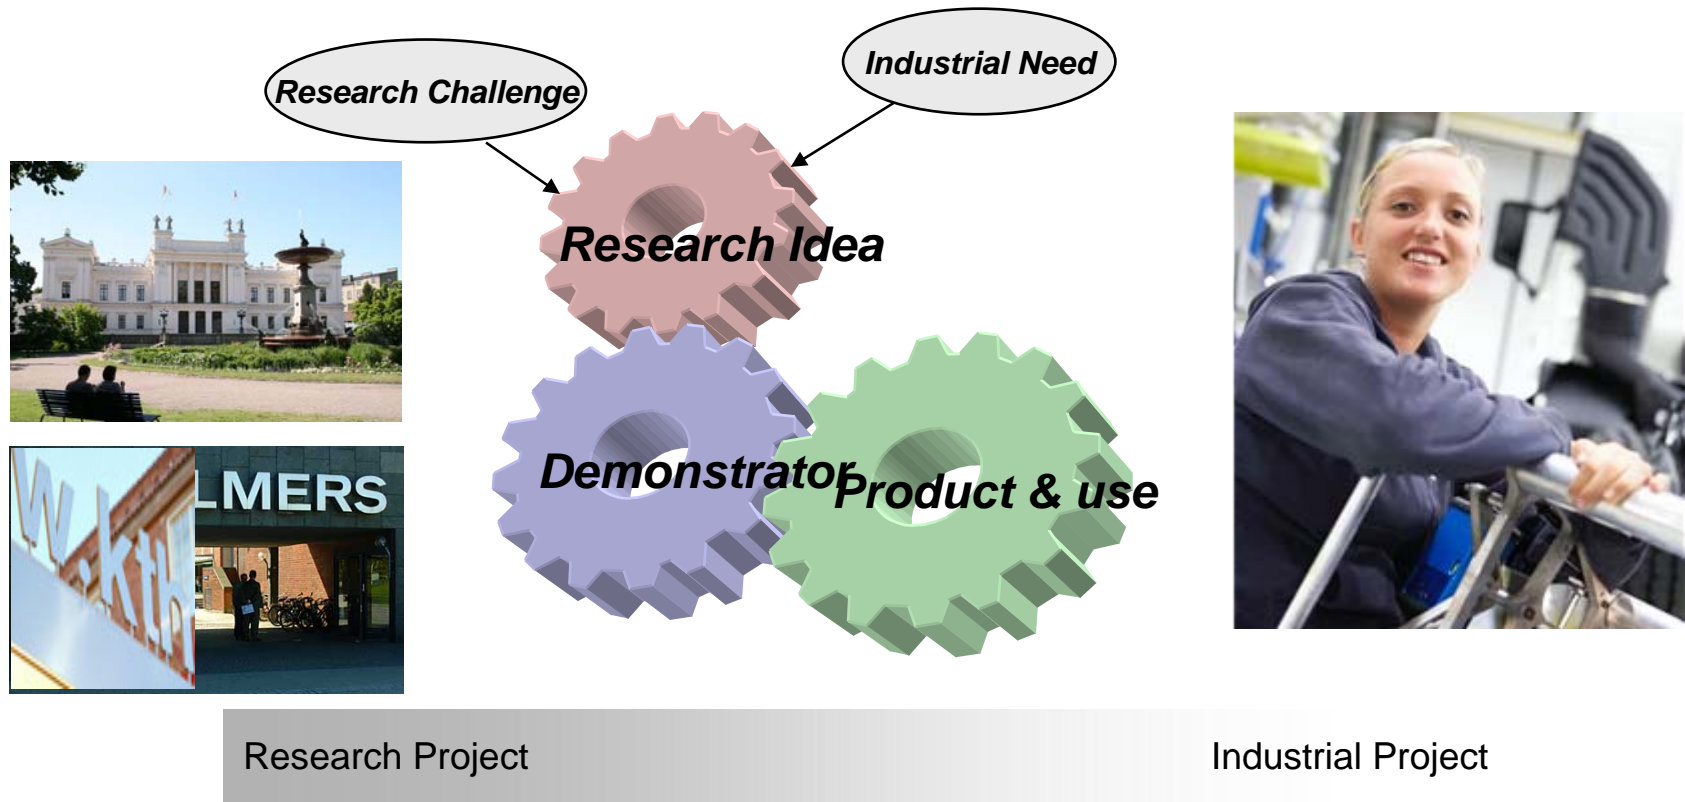 Industrial Need
Research Challenge
Research Idea
Demonstrator
Product & use
w.kth
LMERS
Research Project
Industrial Project